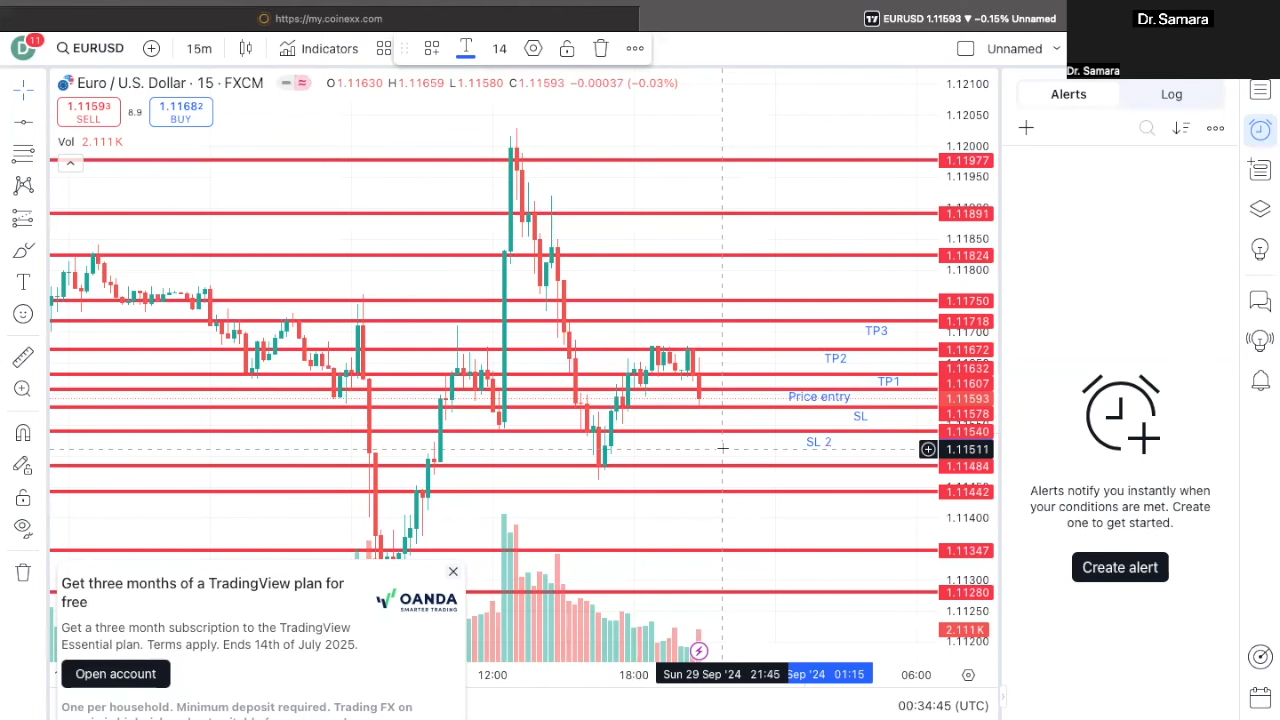 https://my.coinexx.com
EURUSD 1.11593 ▼ −0.15% Unnamed
Dr. Samara
Dr. Samara
D 11
EURUSD
15m
Indicators
14
Unnamed
Euro / U.S. Dollar · 15 · FXCM
O1.11630 H1.11659 L1.11580 C1.11593 −0.00037 (−0.03%)
1.11593
SELL
8.9
1.11682
BUY
Vol 2.111K
Alerts
Log
1.12100
1.12050
1.12000
1.11977
1.11950
1.11891
1.11850
1.11824
1.11800
1.11750
1.11718
1.11700
TP3
1.11672
TP2
1.11632
TP1
1.11607
Price entry
1.11593
SL
1.11578
1.11540
SL 2
1.11511
1.11484
1.11442
1.11400
1.11347
1.11300
1.11280
1.11250
2.111K
1.11200
Alerts notify you instantly when
your conditions are met. Create
one to get started.
Create alert
Get three months of a TradingView plan for
free
OANDA
SMARTER TRADING
Get a three month subscription to the TradingView
Essential plan. Terms apply. Ends 14th of July 2025.
Open account
One per household. Minimum deposit required. Trading FX on
12:00
18:00
Sun 29 Sep '24 21:45
Sep '24 01:15
06:00
00:34:45 (UTC)